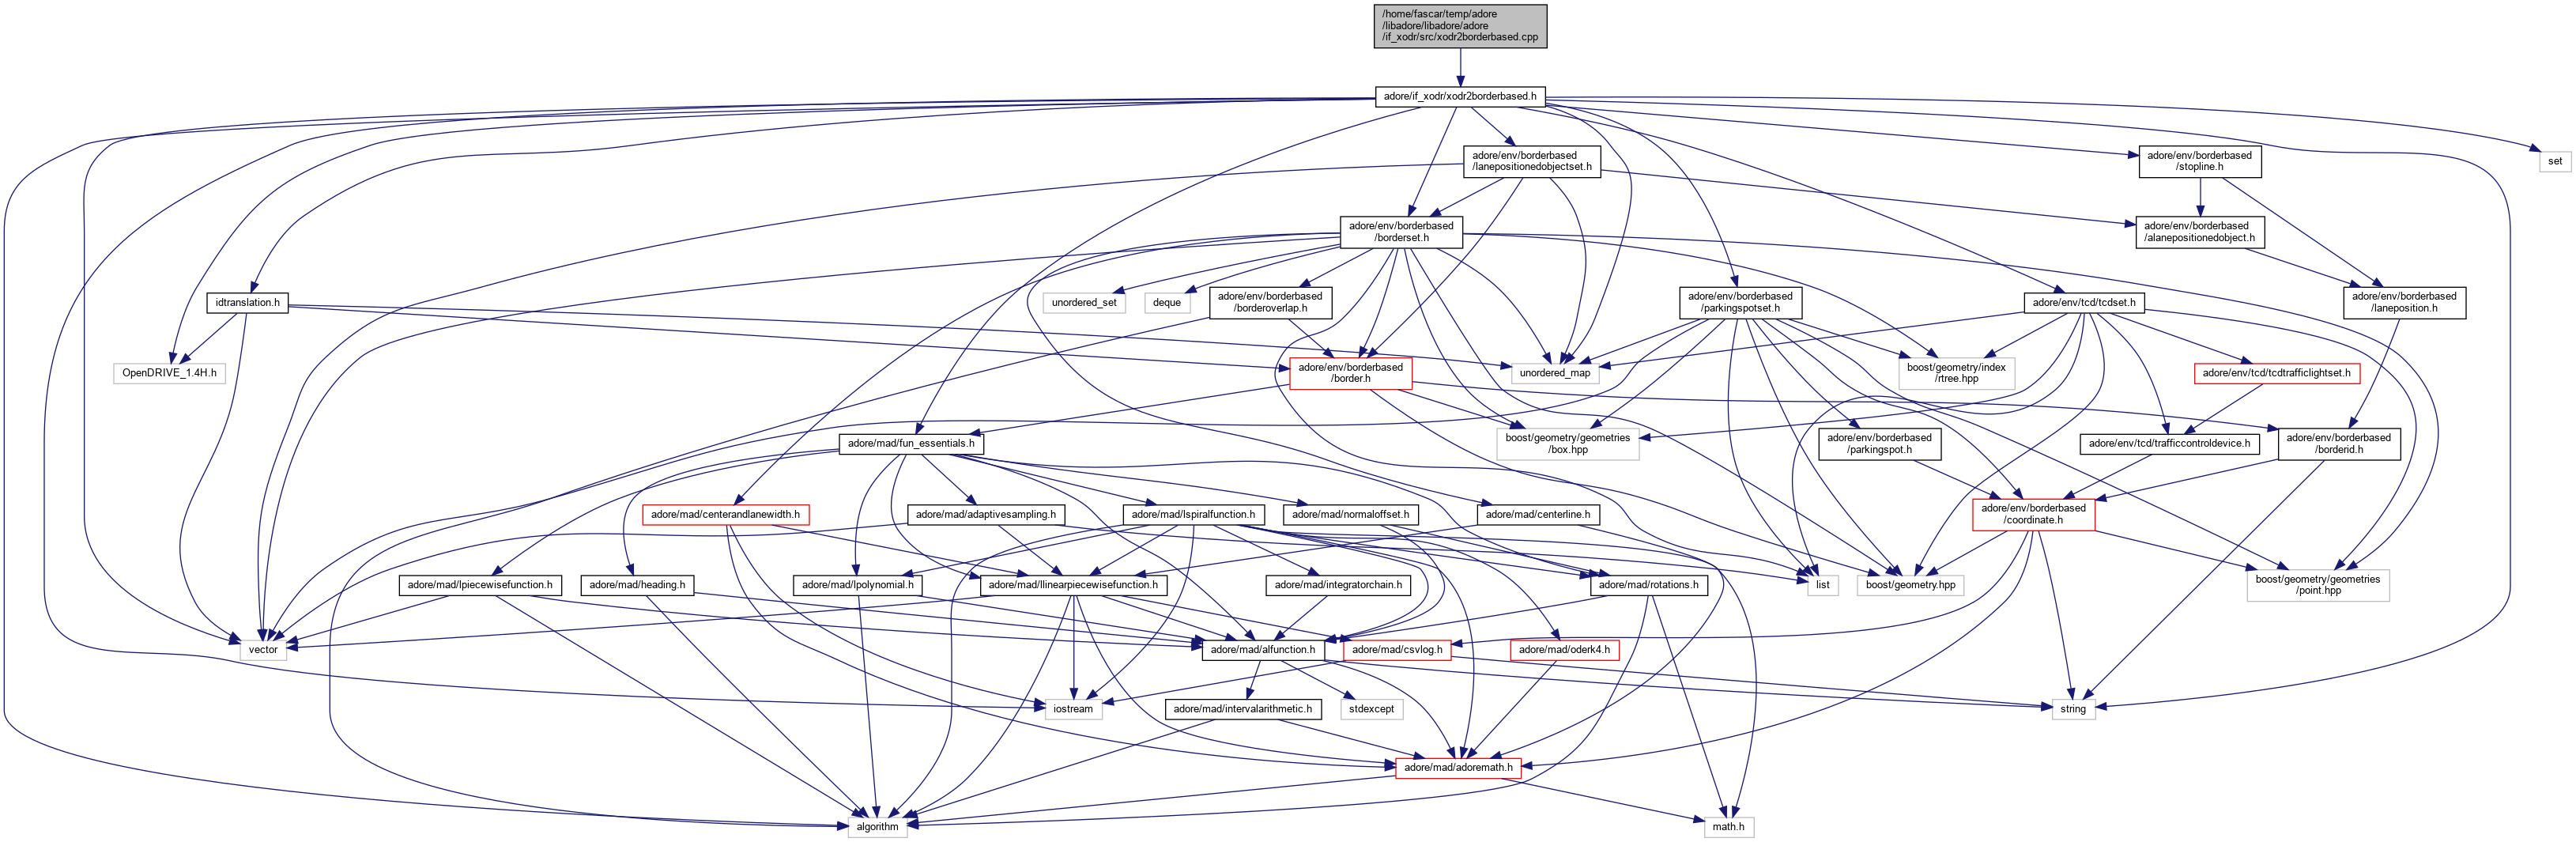 /home/fascar/temp/adore
/libadore/libadore/adore
/if_xodr/src/xodr2borderbased.cpp
adore/if_xodr/xodr2borderbased.h
adore/env/borderbased
/lanepositionedobjectset.h
adore/env/borderbased
/stopline.h
set
adore/env/borderbased
/borderset.h
adore/env/borderbased
/alanepositionedobject.h
idtranslation.h
unordered_set
deque
adore/env/borderbased
/borderoverlap.h
adore/env/borderbased
/parkingspotset.h
adore/env/tcd/tcdset.h
adore/env/borderbased
/laneposition.h
OpenDRIVE_1.4H.h
adore/env/borderbased
/border.h
unordered_map
boost/geometry/index
/rtree.hpp
adore/env/tcd/tcdtrafficlightset.h
adore/mad/fun_essentials.h
boost/geometry/geometries
/box.hpp
adore/env/borderbased
/parkingspot.h
adore/env/tcd/trafficcontroldevice.h
adore/env/borderbased
/borderid.h
adore/mad/centerandlanewidth.h
adore/mad/adaptivesampling.h
adore/mad/lspiralfunction.h
adore/mad/normaloffset.h
adore/mad/centerline.h
adore/env/borderbased
/coordinate.h
adore/mad/lpiecewisefunction.h
adore/mad/heading.h
adore/mad/lpolynomial.h
adore/mad/llinearpiecewisefunction.h
adore/mad/integratorchain.h
adore/mad/rotations.h
list
boost/geometry.hpp
boost/geometry/geometries
/point.hpp
vector
adore/mad/alfunction.h
adore/mad/csvlog.h
adore/mad/oderk4.h
iostream
adore/mad/intervalarithmetic.h
stdexcept
string
adore/mad/adoremath.h
algorithm
math.h